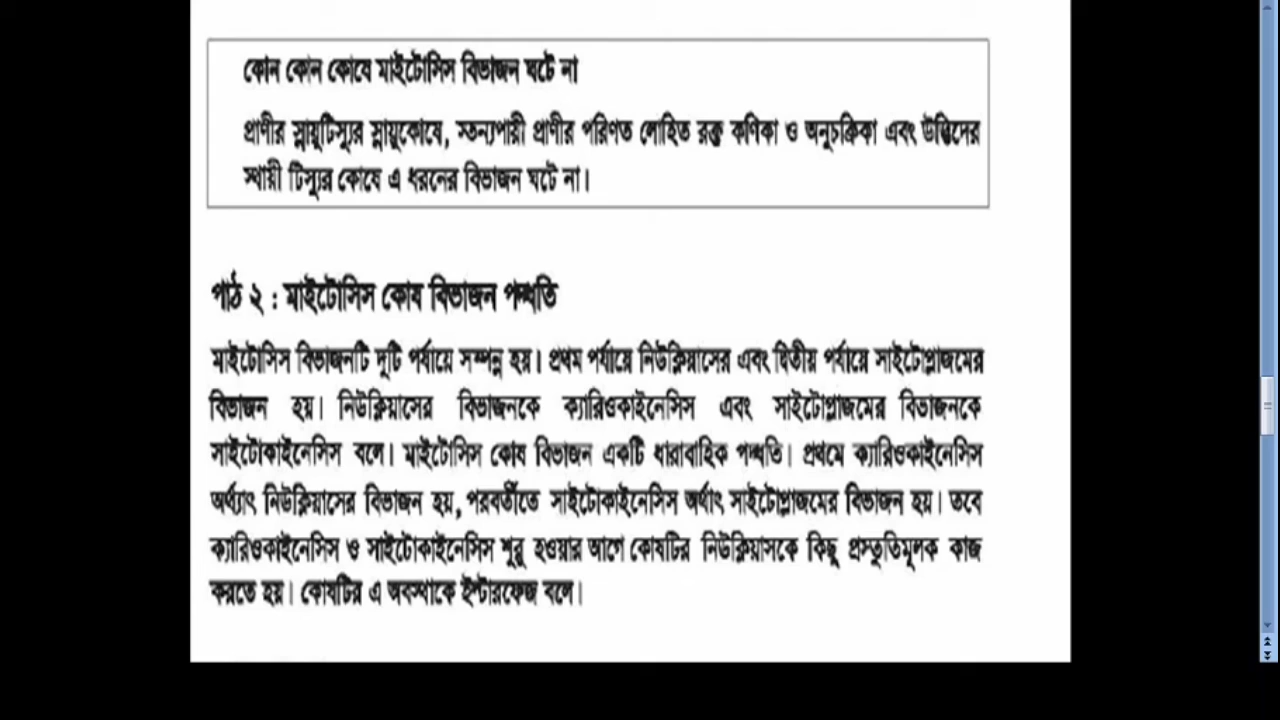 কোন কোন কোষে মাইটোসিস বিভাজন ঘটে না
প্রাণীর স্নায়ুটিস্যুর স্নায়ুকোষে, স্তন্যপায়ী প্রাণীর পরিণত লোহিত রক্ত কণিকা ও অনুচক্রিকা এবং উদ্ভিদের
স্থায়ী টিস্যুর কোষে এ ধরনের বিভাজন ঘটে না।
পাঠ ২ : মাইটোসিস কোষ বিভাজন পদ্ধতি
মাইটোসিস বিভাজনটি দুটি পর্যায়ে সম্পন্ন হয়। প্রথম পর্যায়ে নিউক্লিয়াসের এবং দ্বিতীয় পর্যায়ে সাইটোপ্লাজমের
বিভাজন হয়। নিউক্লিয়াসের বিভাজনকে ক্যারিওকাইনেসিস এবং সাইটোপ্লাজমের বিভাজনকে
সাইটোকাইনেসিস বলে। মাইটোসিস কোষ বিভাজন একটি ধারাবাহিক পদ্ধতি। প্রথমে ক্যারিওকাইনেসিস
অর্থ্যাৎ নিউক্লিয়াসের বিভাজন হয়, পরবর্তীতে সাইটোকাইনেসিস অর্থাৎ সাইটোপ্লাজমের বিভাজন হয়। তবে
ক্যারিওকাইনেসিস ও সাইটোকাইনেসিস শুরু হওয়ার আগে কোষটির নিউক্লিয়াসকে কিছু প্রস্তুতিমূলক কাজ
করতে হয়। কোষটির এ অবস্থাকে ইন্টারফেজ বলে।